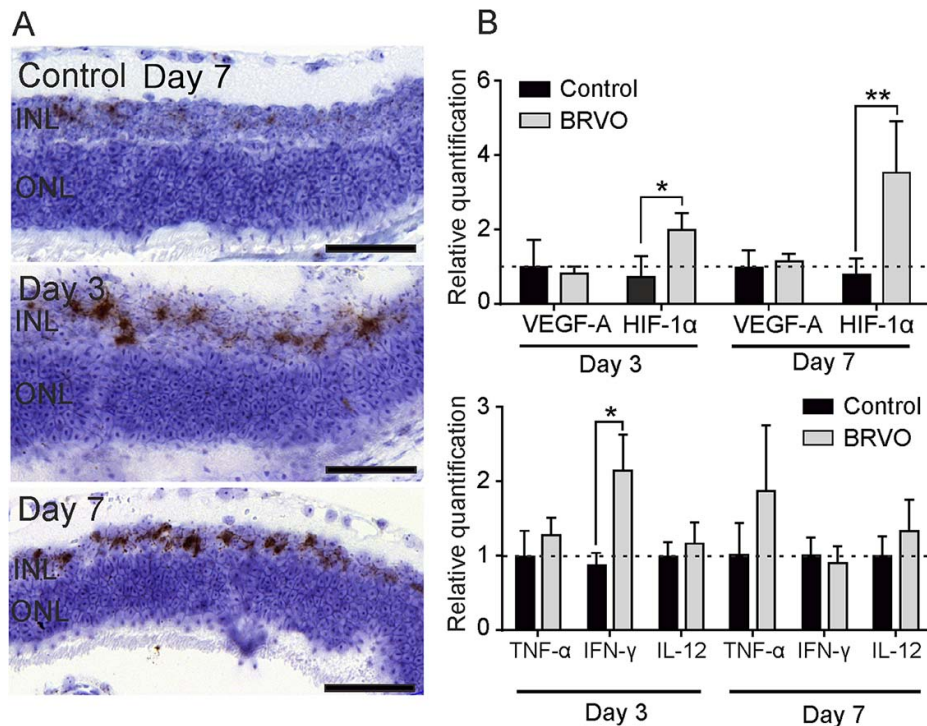 A
Control Day 7
INL
ONL
Day 3
INL
ONL
Day 7
INL
ONL
B
6
4
2
0
Relative quantification
Control
BRVO
*
**
VEGF-A HIF-1α VEGF-A HIF-1α
Day 3 Day 7
3
2
1
0
Relative quantification
Control
BRVO
*
TNF-α IFN-γ IL-12 TNF-α IFN-γ IL-12
Day 3 Day 7